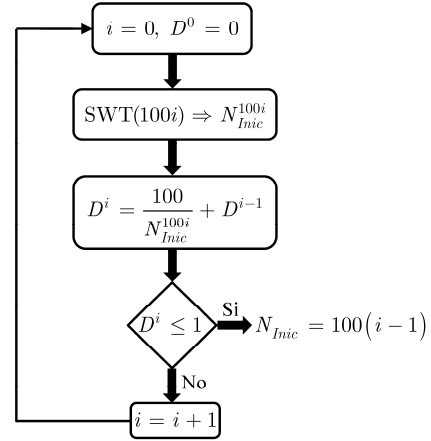 i = 0, D^0 = 0
SWT(100i) ⇒ N_{Inic}^{100i}
D^i = \frac{100}{N_{Inic}^{100i}} + D^{i-1}
D^i ≤ 1
Si
N_{Inic} = 100(i − 1)
No
i = i + 1